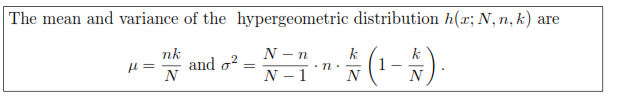 The mean and variance of the hypergeometric distribution h(x; N, n, k) are
μ = nk/N and σ² = N − n/N − 1 · n · k/N (1 − k/N).